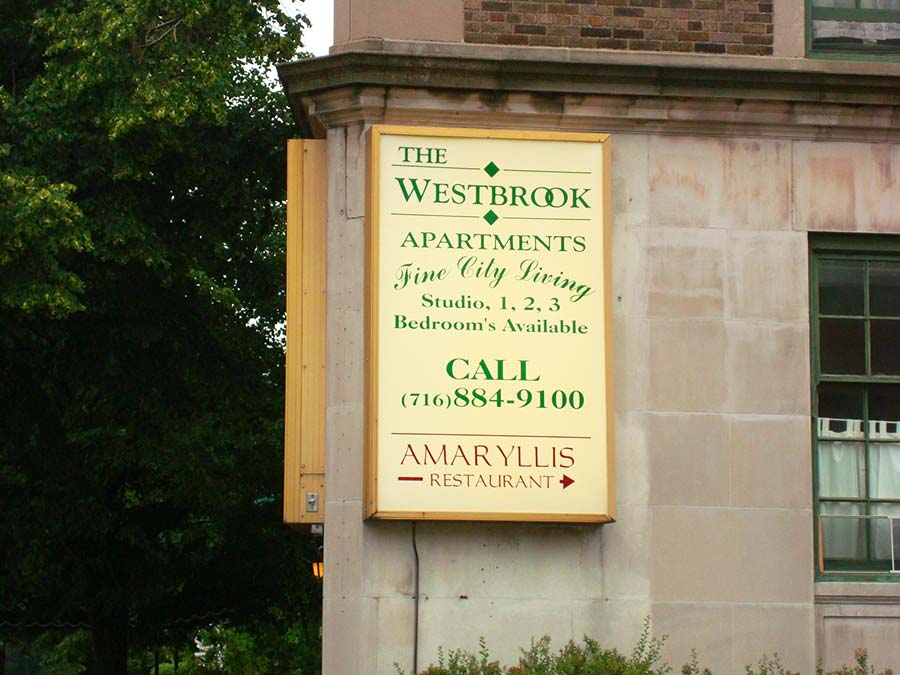 THE
WESTBROOK
APARTMENTS
Fine City Living
Studio, 1, 2, 3
Bedroom's Available
CALL
(716)884-9100
AMARYLLIS
RESTAURANT